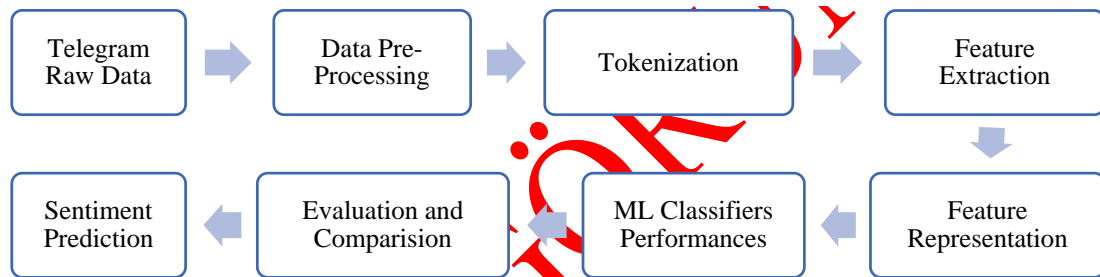 Telegram
Raw Data
Data Pre-
Processing
Tokenization
Feature
Extraction
Feature
Representation
ML Classifiers
Performances
Evaluation and
Comparision
Sentiment
Prediction